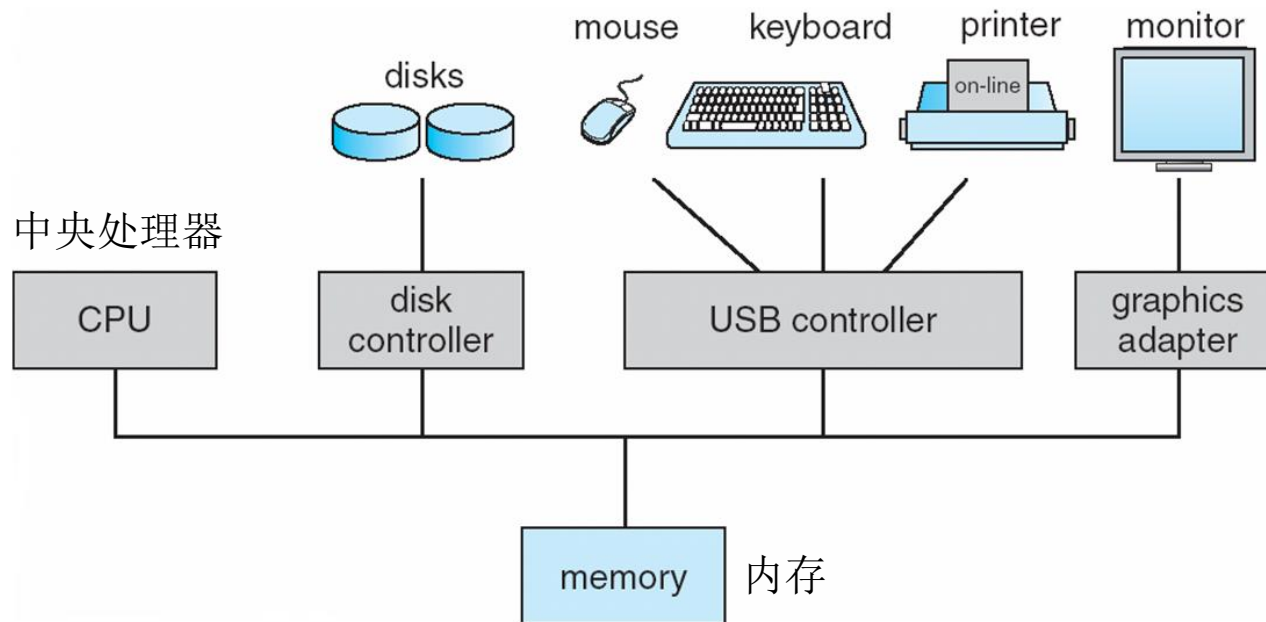 mouse
keyboard
printer
monitor
disks
on-line
中央处理器
CPU
disk
controller
USB controller
graphics
adapter
memory
内存